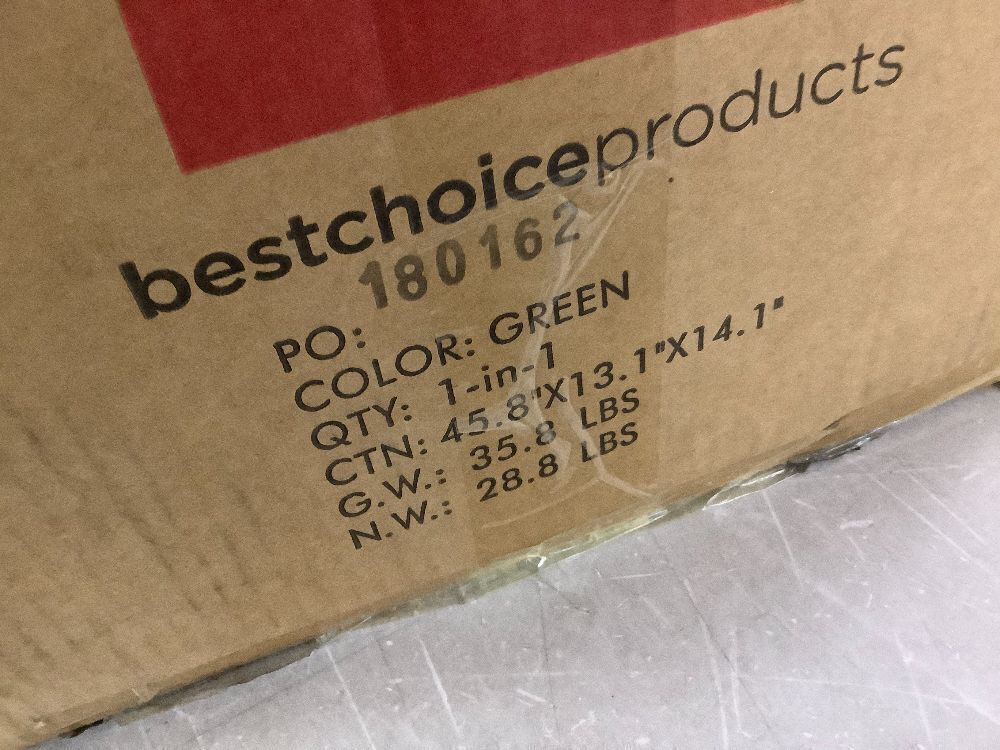 bestchoiceproducts
180162
PO:
COLOR: GREEN
QTY: 1-in-1
CTN: 45.8"X13.1"X14.1"
G.W.: 35.8 LBS
N.W.: 28.8 LBS